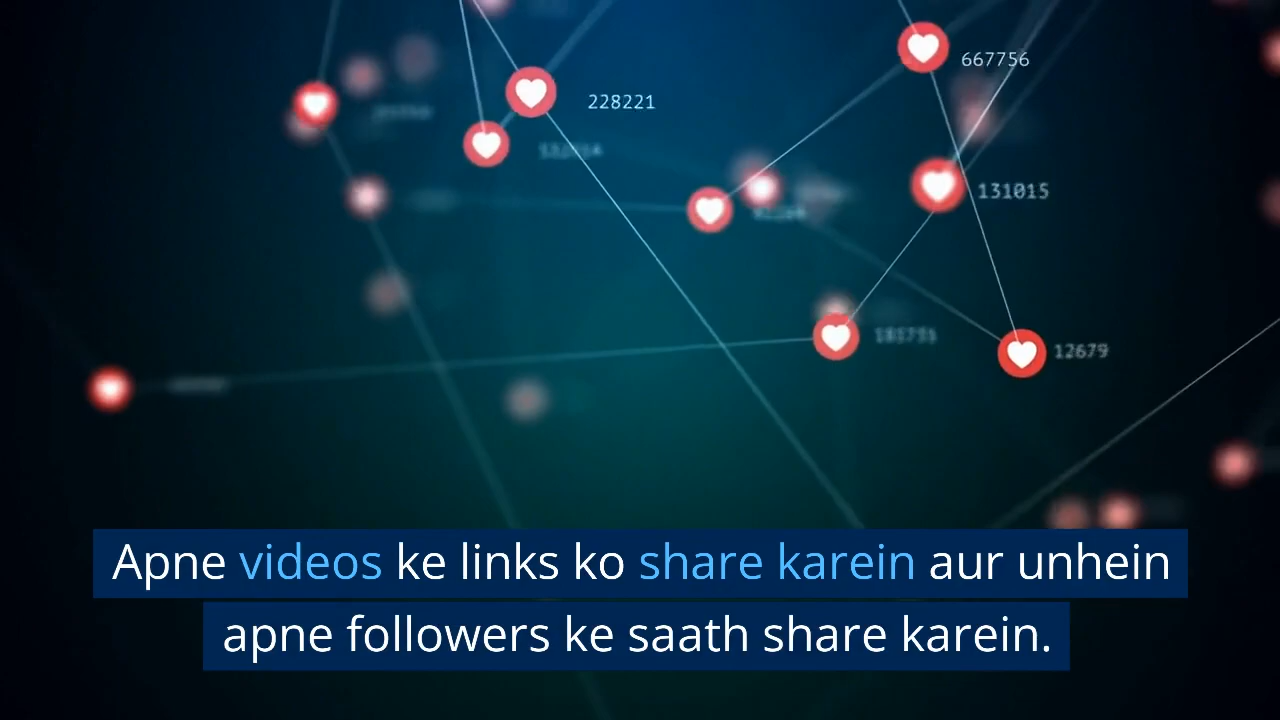 667756
228221
131015
12679
Apne videos ke links ko share karein aur unhein
apne followers ke saath share karein.